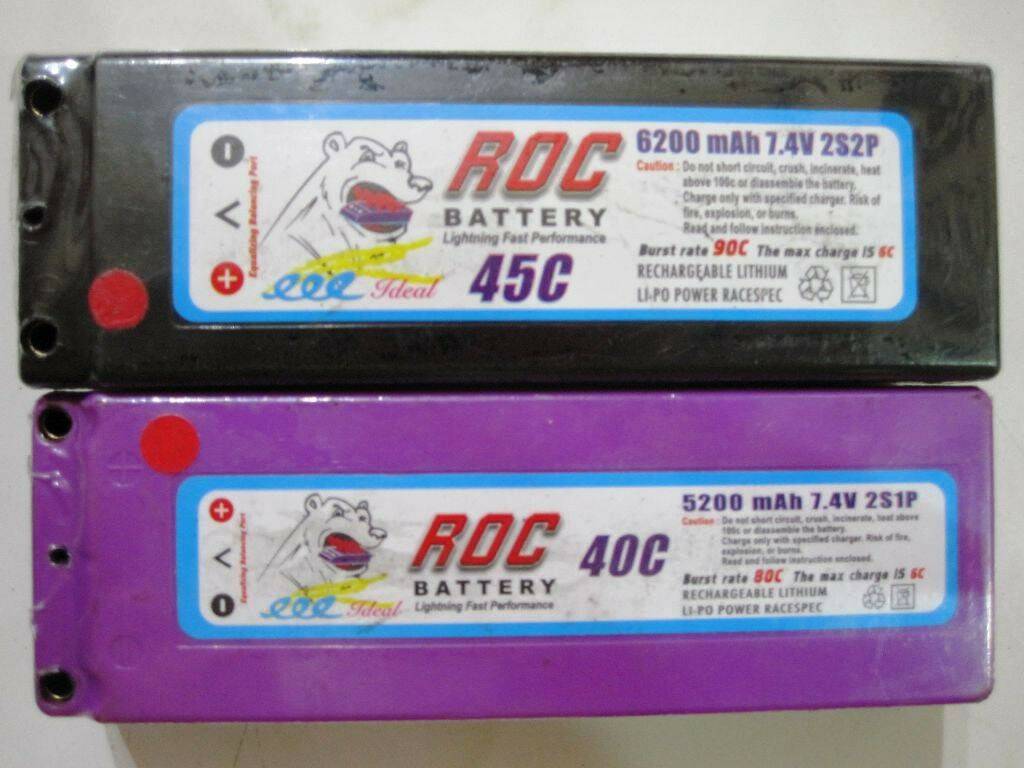 Equalizing Balancing Port
eee Ideal
ROC
BATTERY
Lightning Fast Performance
45C
6200 mAh 7.4V 2S2P
Caution : Do not short circuit, crush, incinerate, heat
above 100c or diassemble the battery.
Charge only with specified charger. Risk of
fire, explosion, or burns.
Read and follow instruction enclosed.
Burst rate 90C The max charge IS 6C
RECHARGEABLE LITHIUM
LI-PO POWER RACESPEC
Equalizing Balancing Port
eee Ideal
ROC
BATTERY
Lightning Fast Performance
40C
5200 mAh 7.4V 2S1P
Caution : Do not short circuit, crush, incinerate, heat above
100c or diassemble the battery.
Charge only with specified charger. Risk of fire,
explosion, or burns.
Read and follow instruction enclosed.
Burst rate 80C The max charge IS 6C
RECHARGEABLE LITHIUM
LI-PO POWER RACESPEC